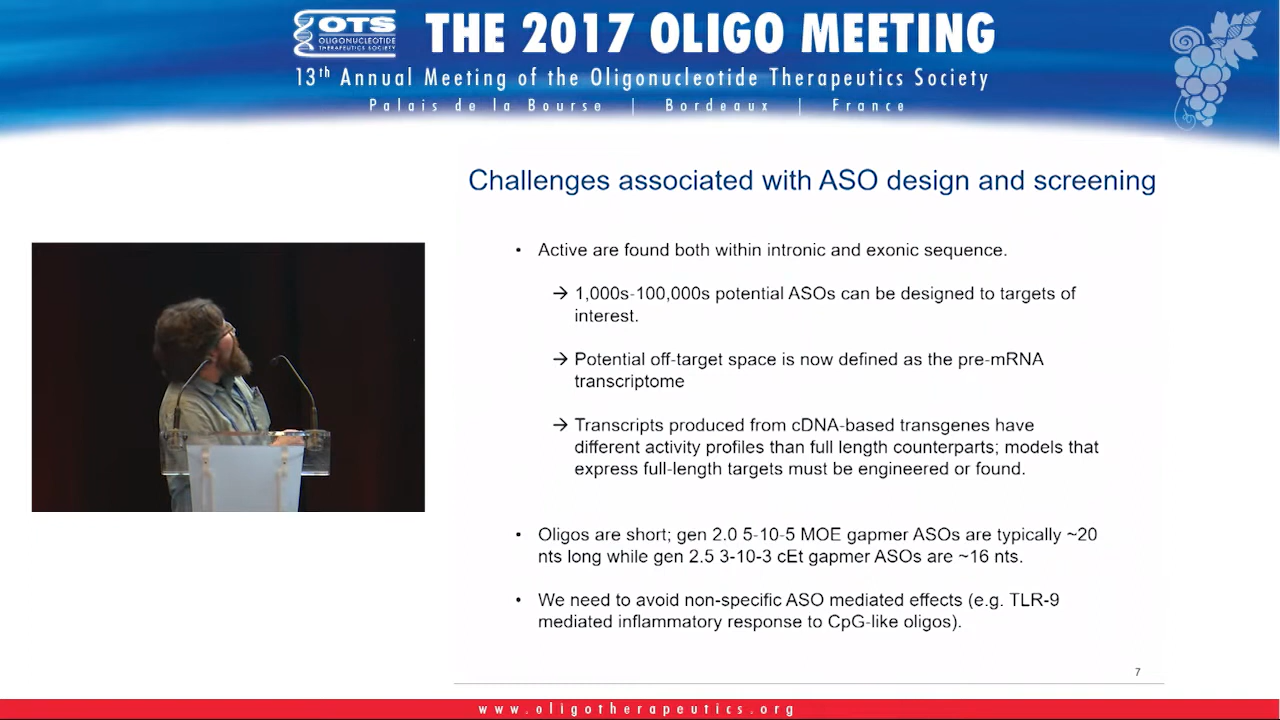 OTS
OLIGONUCLEOTIDE
THERAPEUTICS SOCIETY
THE 2017 OLIGO MEETING
13th Annual Meeting of the Oligonucleotide Therapeutics Society
Palais de la Bourse | Bordeaux | France
Challenges associated with ASO design and screening
• Active are found both within intronic and exonic sequence.
→ 1,000s-100,000s potential ASOs can be designed to targets of
interest.
→ Potential off-target space is now defined as the pre-mRNA
transcriptome
→ Transcripts produced from cDNA-based transgenes have
different activity profiles than full length counterparts; models that
express full-length targets must be engineered or found.
• Oligos are short; gen 2.0 5-10-5 MOE gapmer ASOs are typically ~20
nts long while gen 2.5 3-10-3 cEt gapmer ASOs are ~16 nts.
• We need to avoid non-specific ASO mediated effects (e.g. TLR-9
mediated inflammatory response to CpG-like oligos).
7
www.oligotherapeutics.org